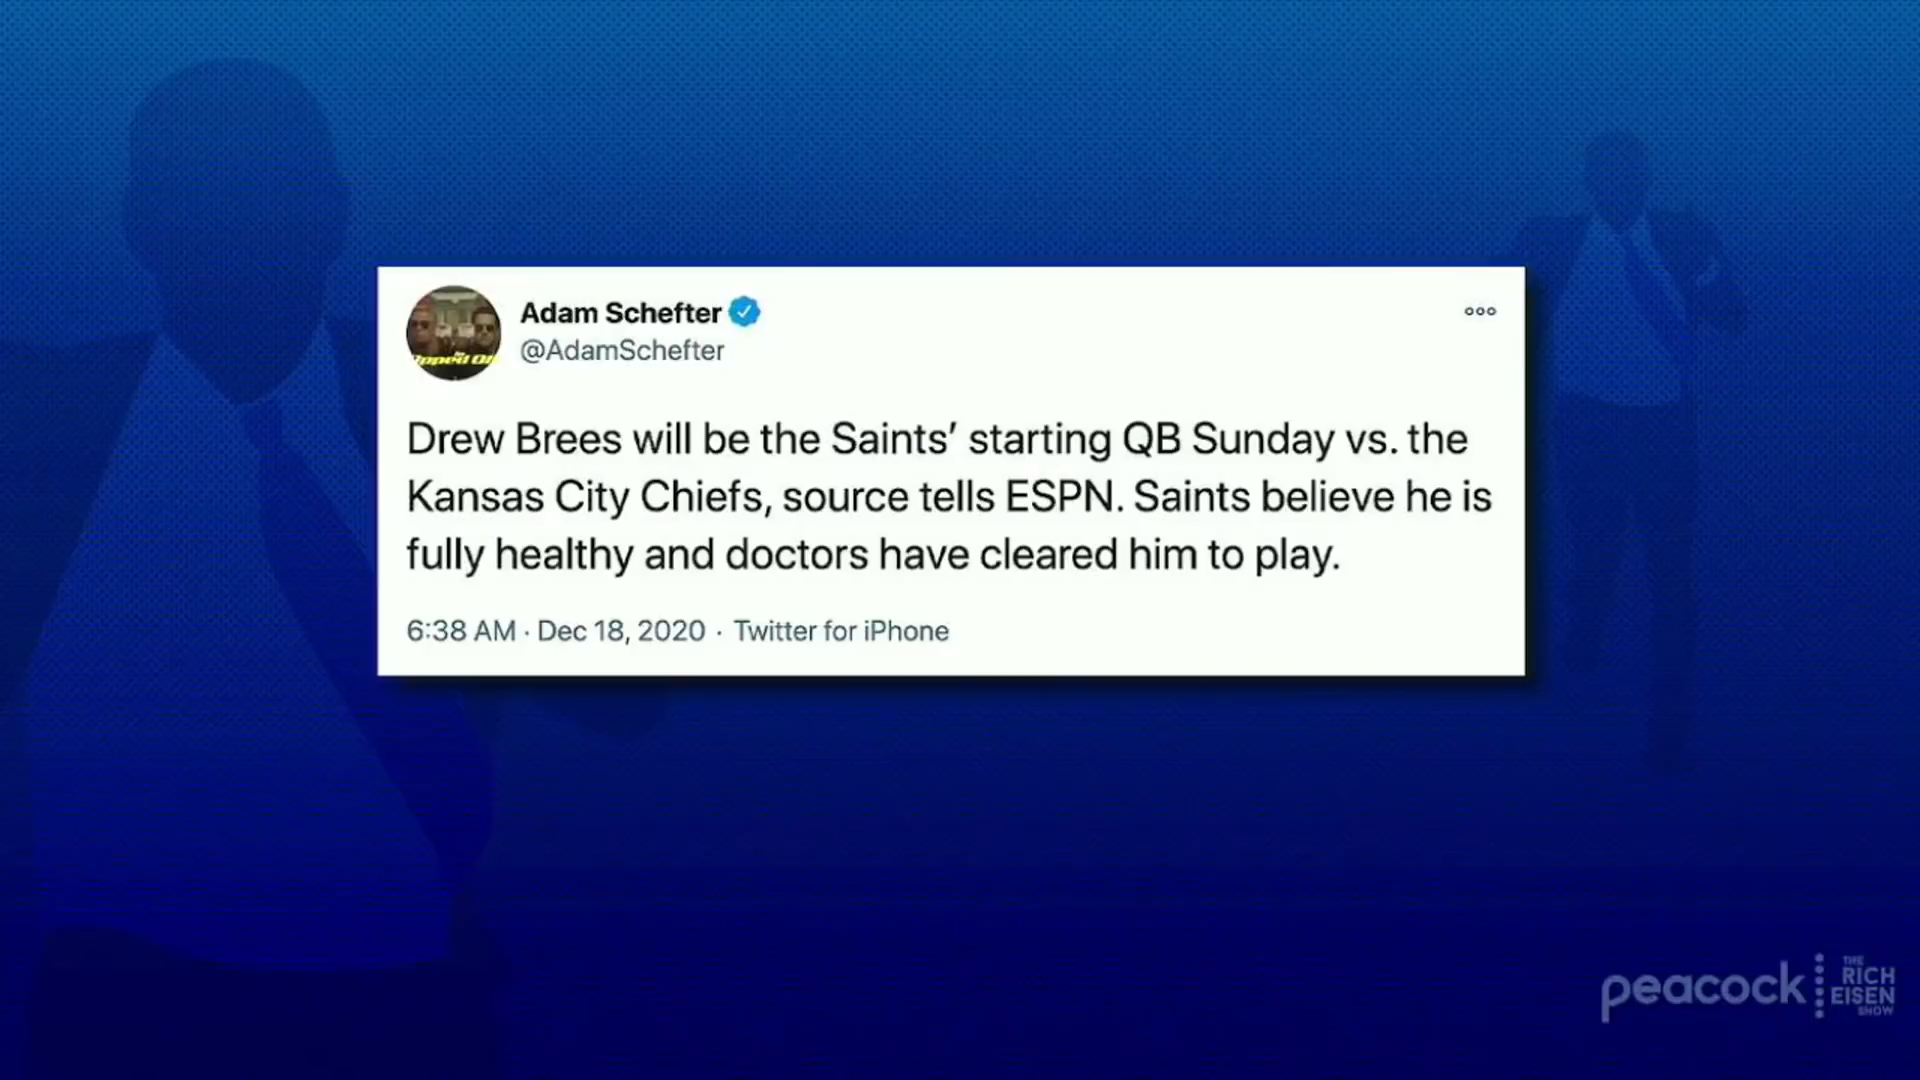 Adam Schefter
@AdamSchefter
Drew Brees will be the Saints’ starting QB Sunday vs. the
Kansas City Chiefs, source tells ESPN. Saints believe he is
fully healthy and doctors have cleared him to play.
6:38 AM · Dec 18, 2020 · Twitter for iPhone
peacock
THE
RICH
EISEN
SHOW